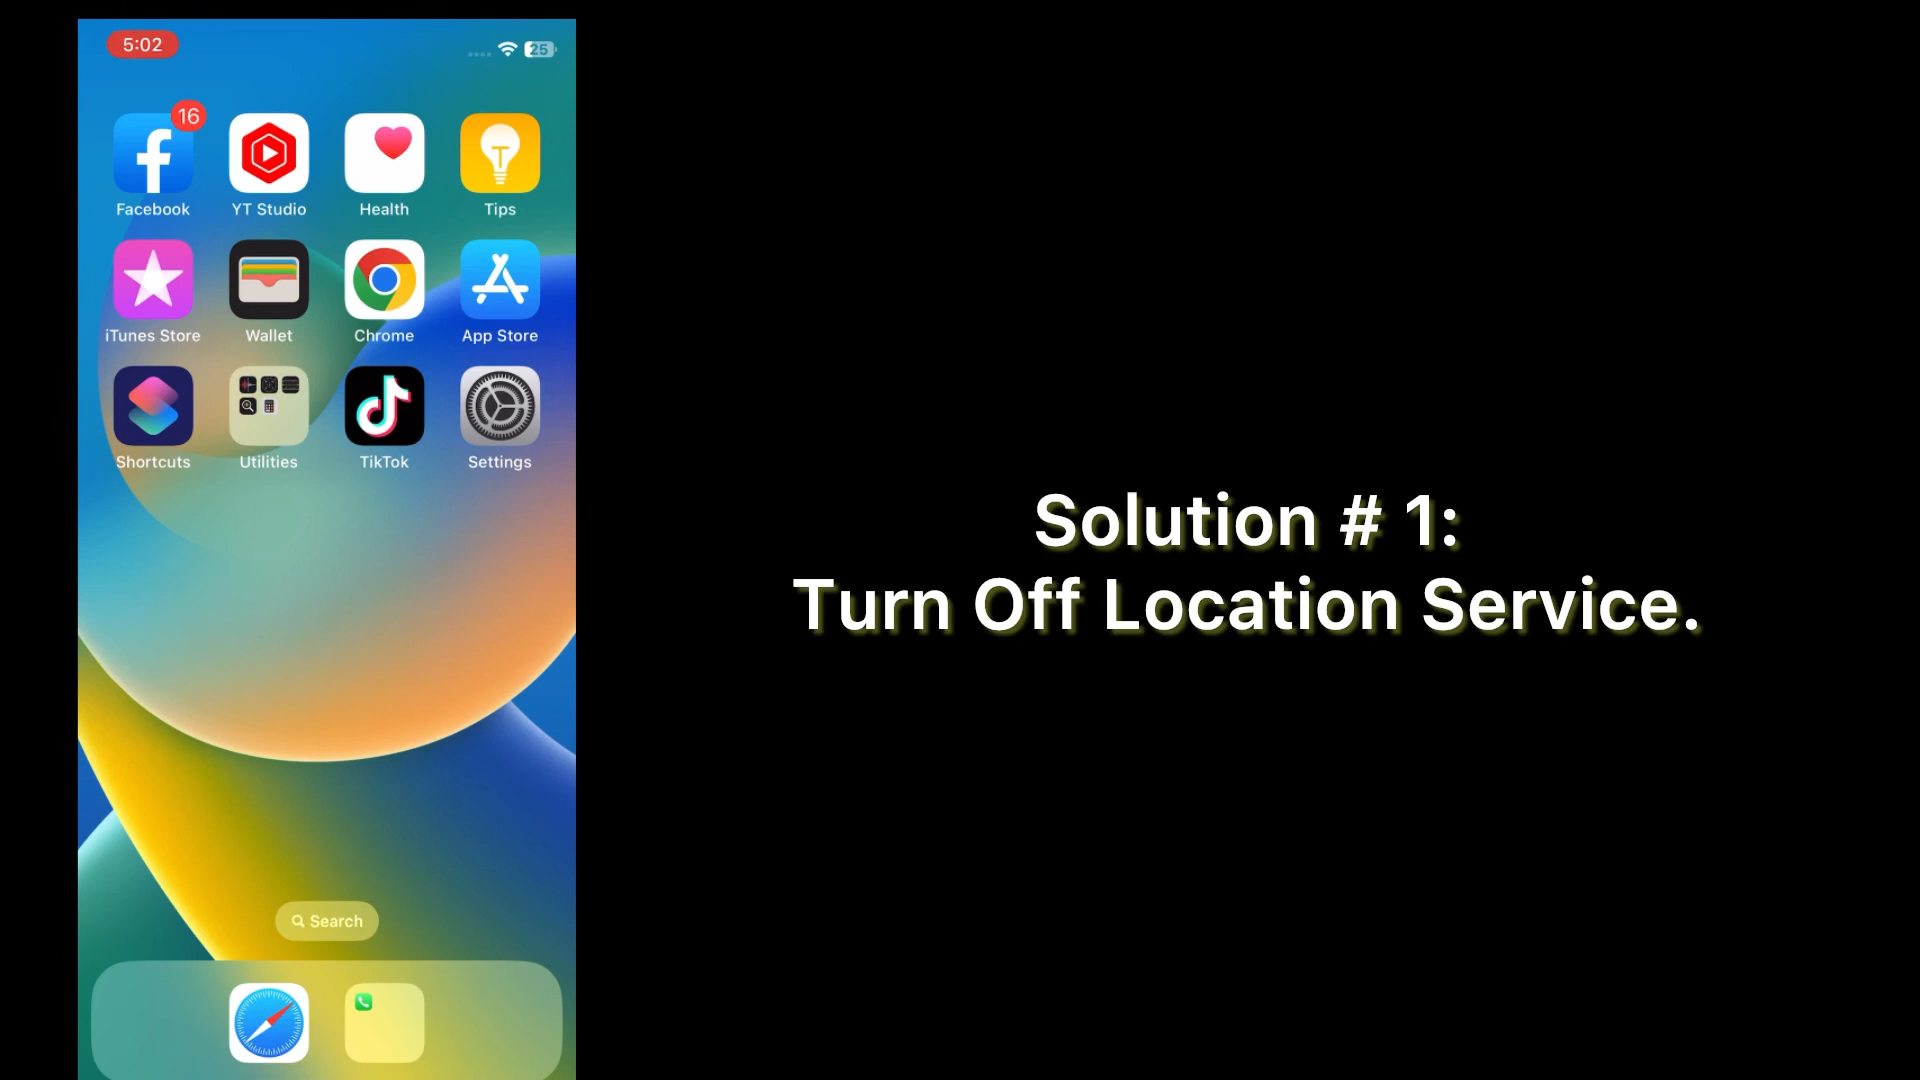 5:02
25
16
Facebook
YT Studio
Health
Tips
iTunes Store
Wallet
Chrome
App Store
Shortcuts
Utilities
TikTok
Settings
Solution # 1:
Turn Off Location Service.
Search